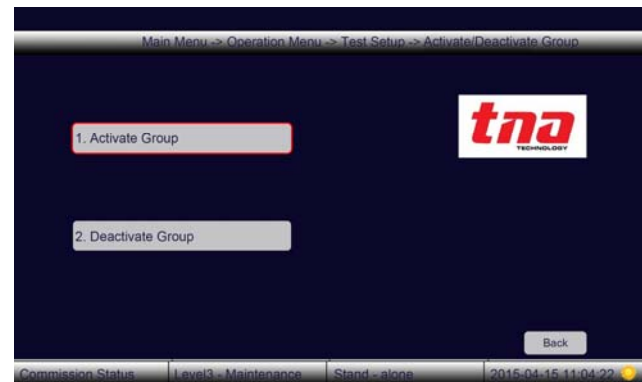 Main Menu -> Operation Menu -> Test Setup -> Activate/Deactivate Group
tna
TECHNOLOGY
1. Activate Group
2. Deactivate Group
Back
Commission Status Level3 - Maintenance Stand - alone 2015-04-15 11:04:22